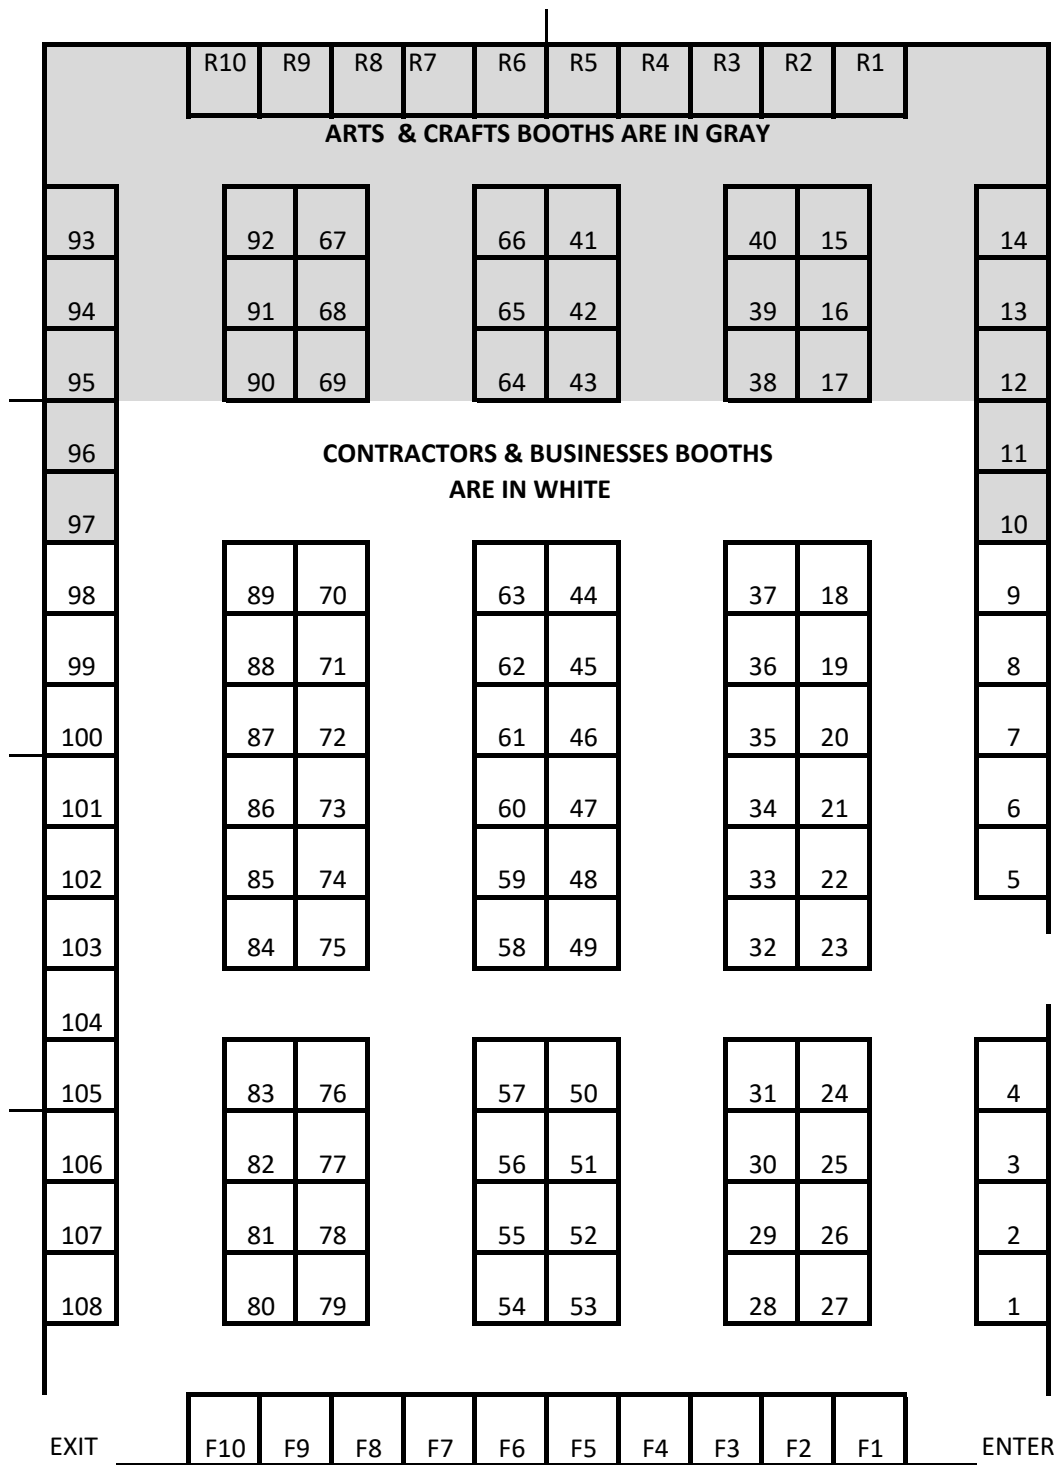 R10 R9 R8 R7 R6 R5 R4 R3 R2 R1
ARTS & CRAFTS BOOTHS ARE IN GRAY
93 92 67 66 41 40 15 14
94 91 68 65 42 39 16 13
95 90 69 64 43 38 17 12
96 CONTRACTORS & BUSINESSES BOOTHS 11
ARE IN WHITE
97 10
98 89 70 63 44 37 18 9
99 88 71 62 45 36 19 8
100 87 72 61 46 35 20 7
101 86 73 60 47 34 21 6
102 85 74 59 48 33 22 5
103 84 75 58 49 32 23
104
105 83 76 57 50 31 24 4
106 82 77 56 51 30 25 3
107 81 78 55 52 29 26 2
108 80 79 54 53 28 27 1
EXIT F10 F9 F8 F7 F6 F5 F4 F3 F2 F1 ENTER